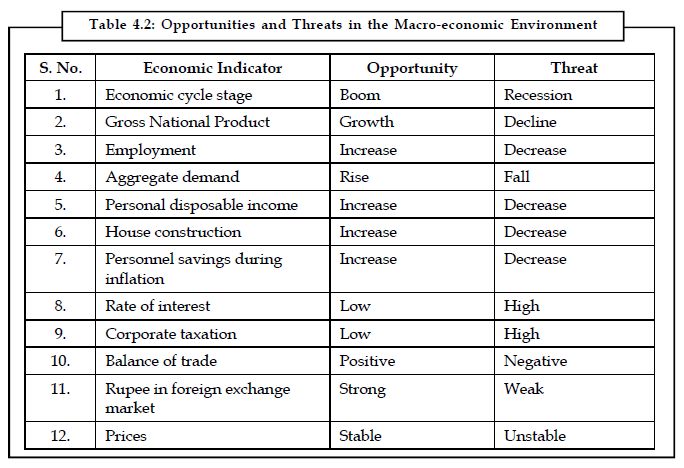 Table 4.2: Opportunities and Threats in the Macro-economic Environment
S. No. Economic Indicator Opportunity Threat
1. Economic cycle stage Boom Recession
2. Gross National Product Growth Decline
3. Employment Increase Decrease
4. Aggregate demand Rise Fall
5. Personal disposable income Increase Decrease
6. House construction Increase Decrease
7. Personnel savings during Increase Decrease
inflation
8. Rate of interest Low High
9. Corporate taxation Low High
10. Balance of trade Positive Negative
11. Rupee in foreign exchange Strong Weak
market
12. Prices Stable Unstable